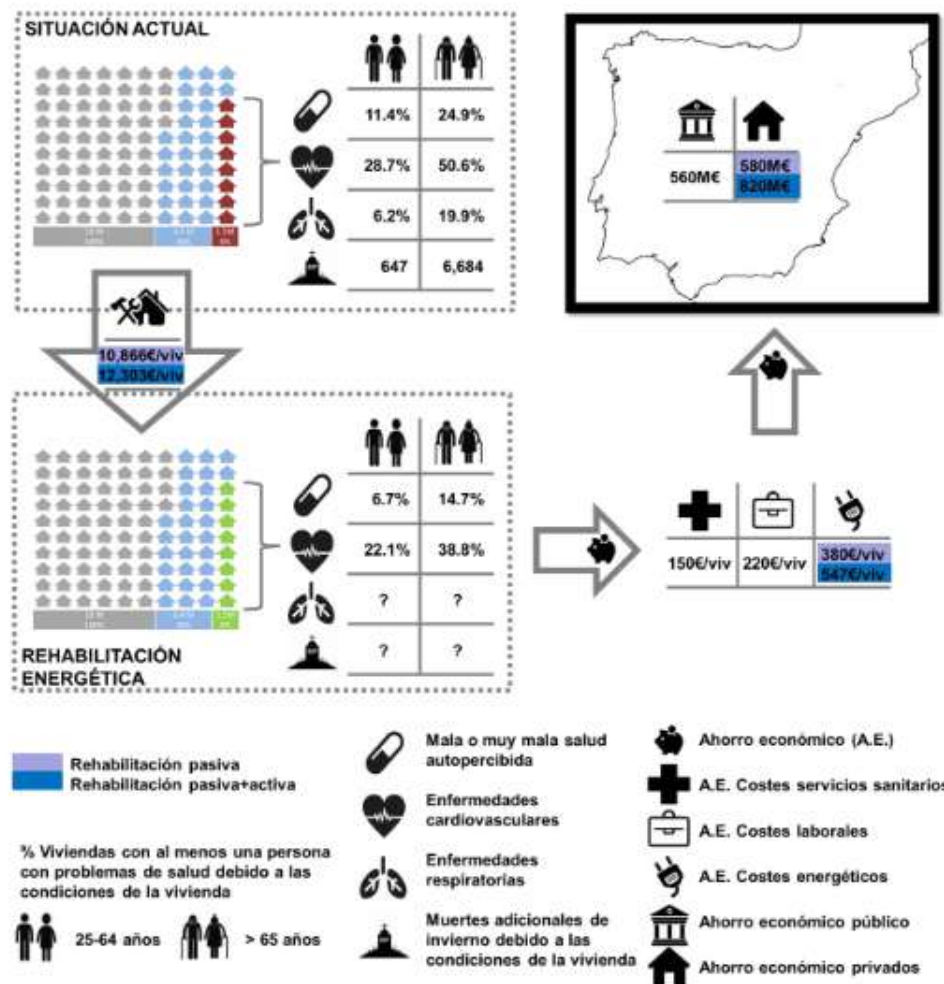 SITUACIÓN ACTUAL
11.4% 24.9%
28.7% 50.6%
6.2% 19.9%
647 6,684
10,866€/viv
12,303€/viv
560M€
580M€
820M€
6.7% 14.7%
22.1% 38.8%
? ?
? ?
REHABILITACIÓN
ENERGÉTICA
150€/viv 220€/viv
380€/viv
547€/viv
Rehabilitación pasiva
Rehabilitación pasiva+activa
% Viviendas con al menos una persona
con problemas de salud debido a las
condiciones de la vivienda
25-64 años
> 65 años
Mala o muy mala salud
autopercibida
Enfermedades
cardiovasculares
Enfermedades
respiratorias
Muertes adicionales de
invierno debido a las
condiciones de la vivienda
Ahorro económico (A.E.)
A.E. Costes servicios sanitarios
A.E. Costes laborales
A.E. Costes energéticos
Ahorro económico público
Ahorro económico privados